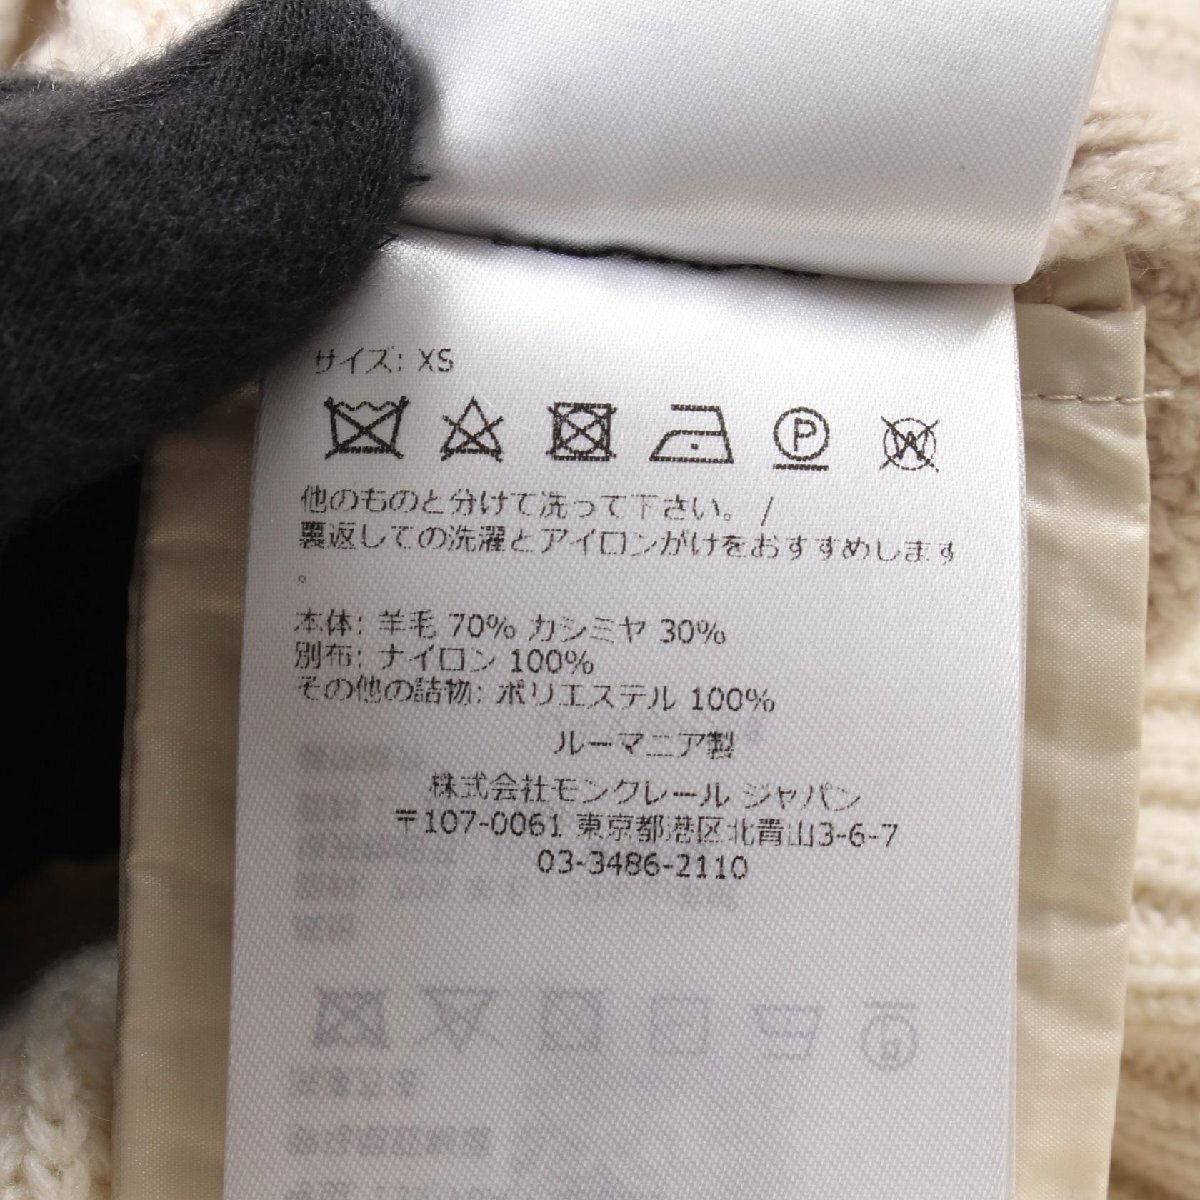 サイズ: XS
P W
他のものと分けて洗って下さい。 /
裏返しての洗濯とアイロンがけをおすすめします
。
本体: 羊毛 70% カシミヤ 30%
別布: ナイロン 100%
その他の詰物: ポリエステル 100%
ルーマニア製
株式会社モンクレール ジャパン
〒107-0061 東京都港区北青山3-6-7
03-3486-2110